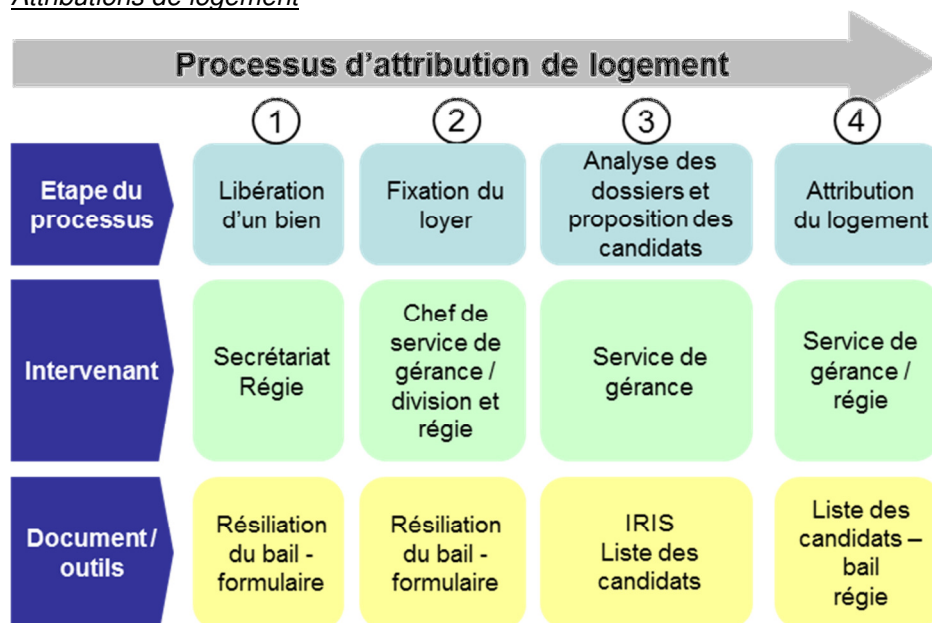 Attributions de logement
Processus d'attribution de logement
1
2
3
4
Etape du
processus
Libération
d'un bien
Fixation du
loyer
Analyse des
dossiers et
proposition des
candidats
Attribution
du logement
Intervenant
Secrétariat
Régie
Chef de
service de
gérance /
division et
régie
Service de
gérance
Service de
gérance /
régie
Document /
outils
Résiliation
du bail -
formulaire
Résiliation
du bail -
formulaire
IRIS
Liste des
candidats
Liste des
candidats –
bail
régie